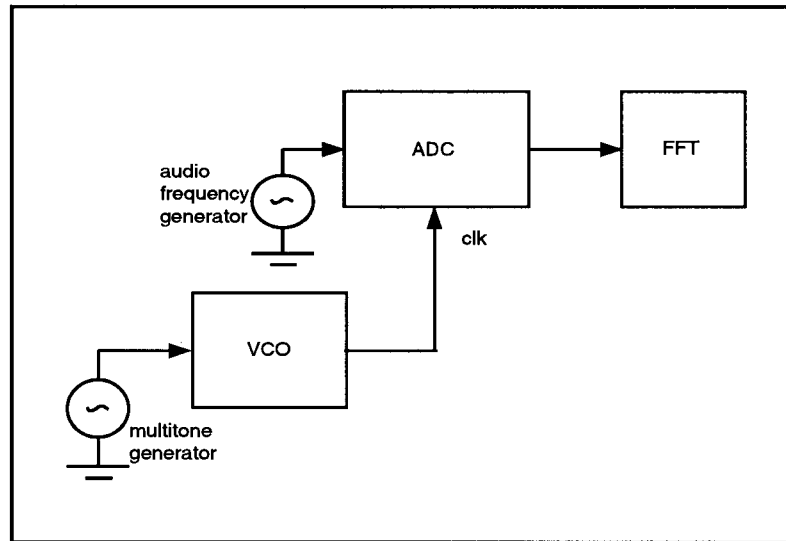 ADC
FFT
audio
frequency
generator
clk
VCO
multitone
generator